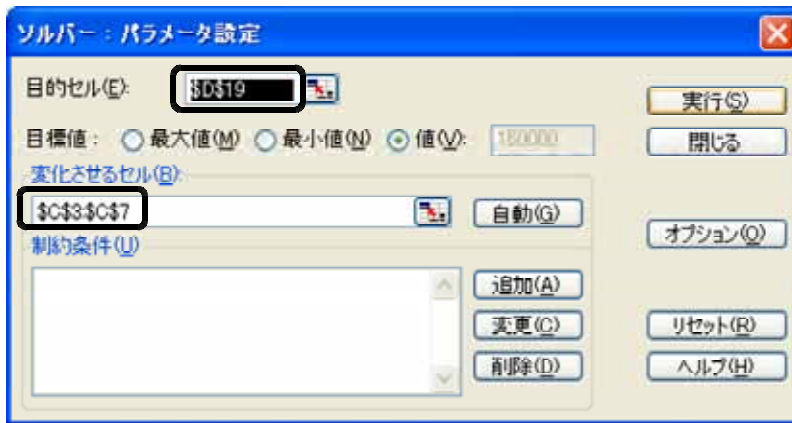 ソルバー：パラメータ設定
目的セル(E): $D$19
実行(S)
目標値： 最大値(M) 最小値(N) 値(V): 150000
閉じる
変化させるセル(B):
$C$3:$C$7 自動(G)
オプション(O)
制約条件(U)
追加(A)
変更(C) リセット(R)
削除(D) ヘルプ(H)